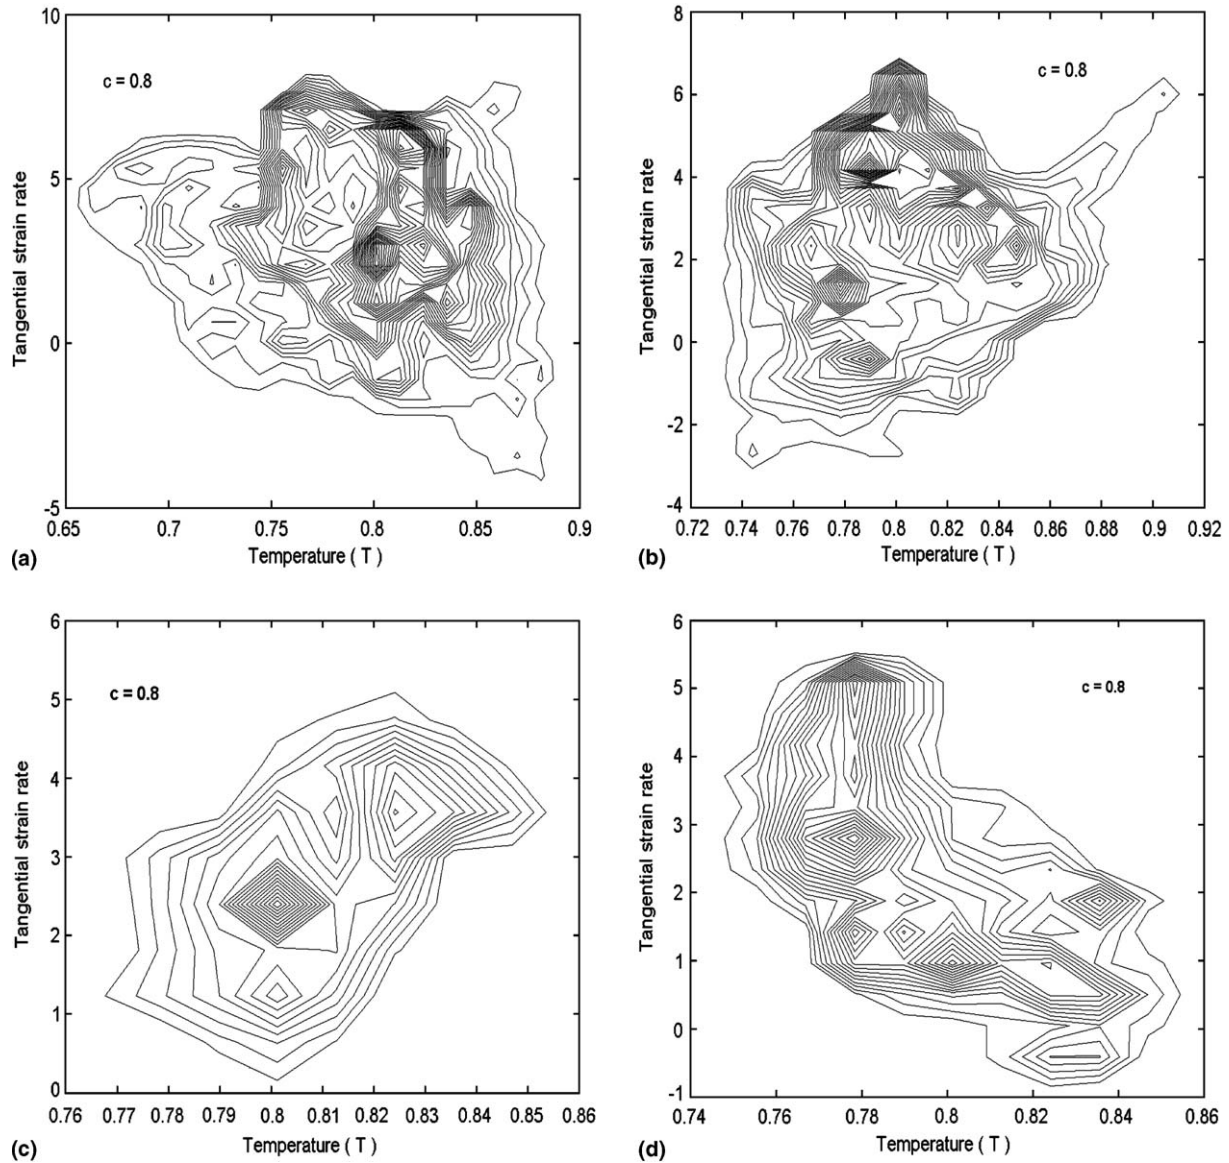 10
c = 0.8
5
0
-5
0.65 0.7 0.75 0.8 0.85 0.9
Tangential strain rate
Temperature ( T )
(a)
8
c = 0.8
6
4
2
0
-2
-4
0.72 0.74 0.76 0.78 0.8 0.82 0.84 0.86 0.88 0.9 0.92
Tangential strain rate
Temperature ( T )
(b)
6
5
c = 0.8
4
3
2
1
0
0.76 0.77 0.78 0.79 0.8 0.81 0.82 0.83 0.84 0.85 0.86
Tangential strain rate
Temperature ( T )
(c)
6
5
c = 0.8
4
3
2
1
0
-1
0.74 0.76 0.78 0.8 0.82 0.84 0.86
Tangential strain rate
Temperature ( T )
(d)